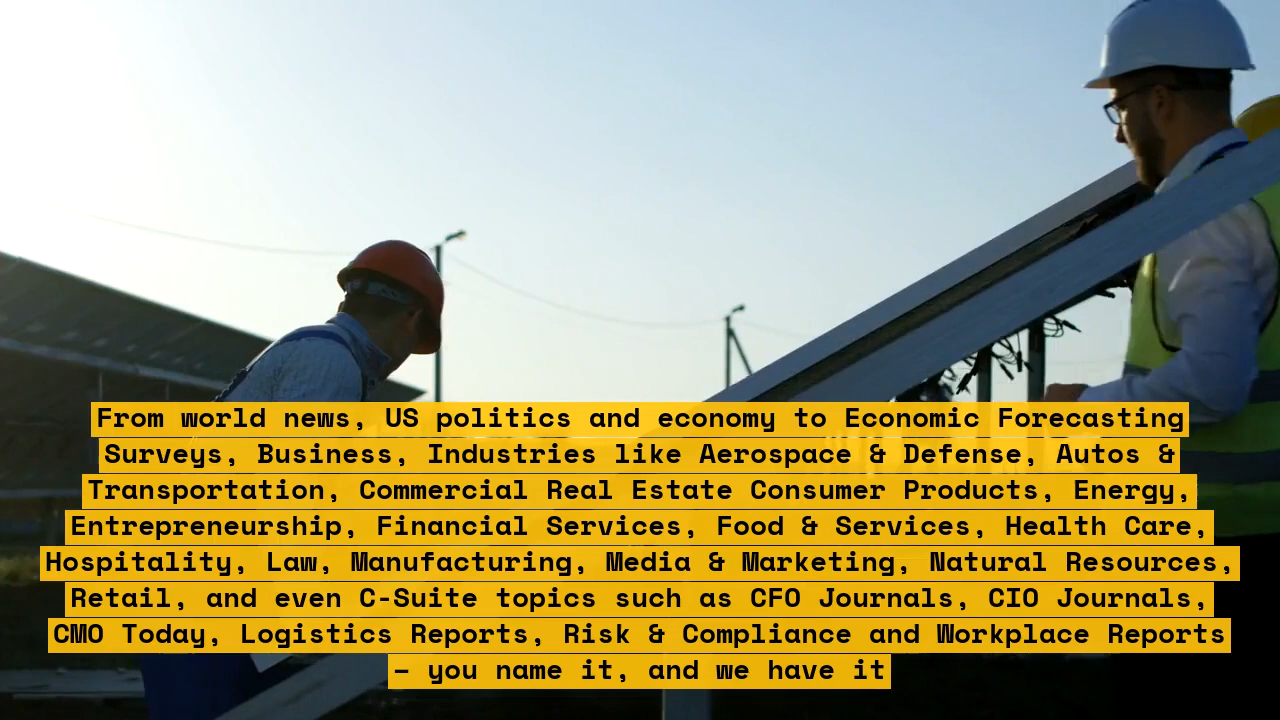 From world news, US politics and economy to Economic Forecasting
Surveys, Business, Industries like Aerospace & Defense, Autos &
Transportation, Commercial Real Estate Consumer Products, Energy,
Entrepreneurship, Financial Services, Food & Services, Health Care,
Hospitality, Law, Manufacturing, Media & Marketing, Natural Resources,
Retail, and even C-Suite topics such as CFO Journals, CIO Journals,
CMO Today, Logistics Reports, Risk & Compliance and Workplace Reports
– you name it, and we have it